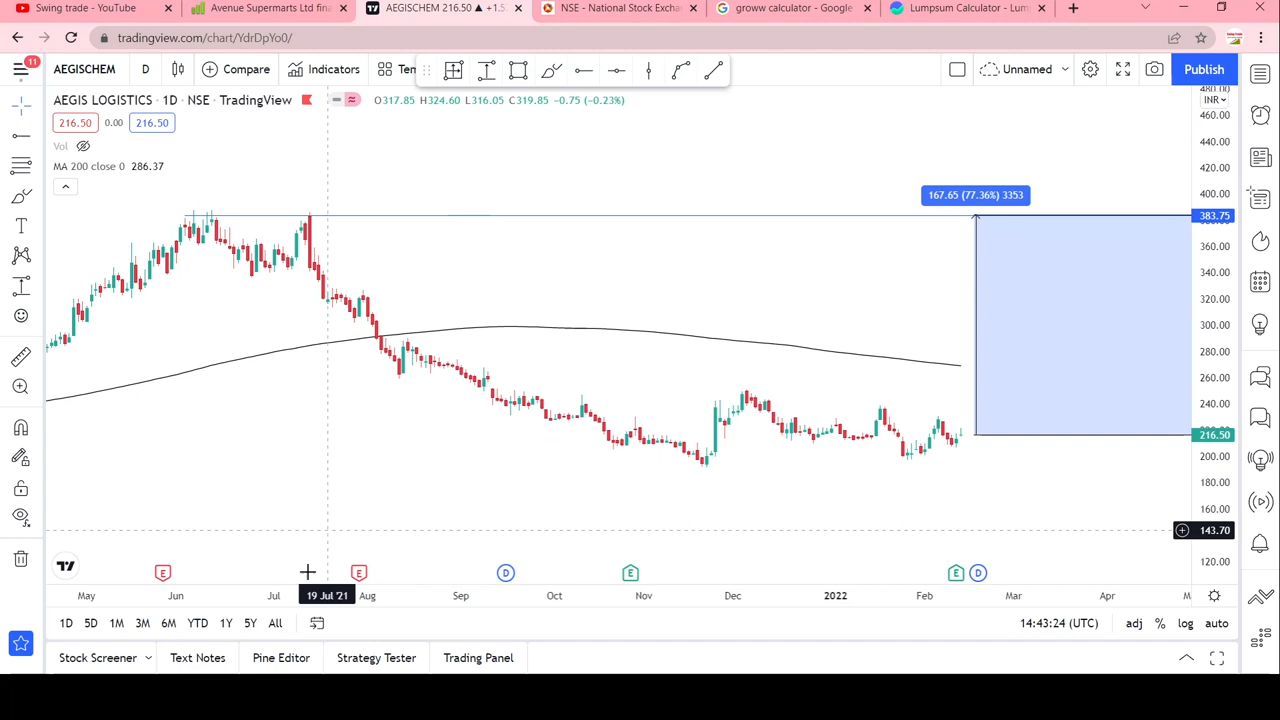 Swing trade - YouTube
Avenue Supermarts Ltd fina
AEGISCHEM 216.50 ▲ +1.5
NSE - National Stock Exchan
groww calculator - Google
Lumpsum Calculator - Lum
tradingview.com/chart/YdrDpYo0/
11
AEGISCHEM
D
Compare
Indicators
Tem
Unnamed
Publish
AEGIS LOGISTICS · 1D · NSE · TradingView
O317.85 H324.60 L316.05 C319.85 -0.75 (-0.23%)
INR
216.50
0.00
216.50
Vol
MA 200 close 0 286.37
167.65 (77.36%) 3353
480.00
460.00
440.00
420.00
400.00
383.75
360.00
340.00
320.00
300.00
280.00
260.00
240.00
216.50
200.00
180.00
160.00
143.70
120.00
E
E
D
E
E
D
May
Jun
Jul
19 Jul '21
Aug
Sep
Oct
Nov
Dec
2022
Feb
Mar
Apr
M
1D
5D
1M
3M
6M
YTD
1Y
5Y
All
14:43:24 (UTC)
adj
%
log
auto
Stock Screener
Text Notes
Pine Editor
Strategy Tester
Trading Panel